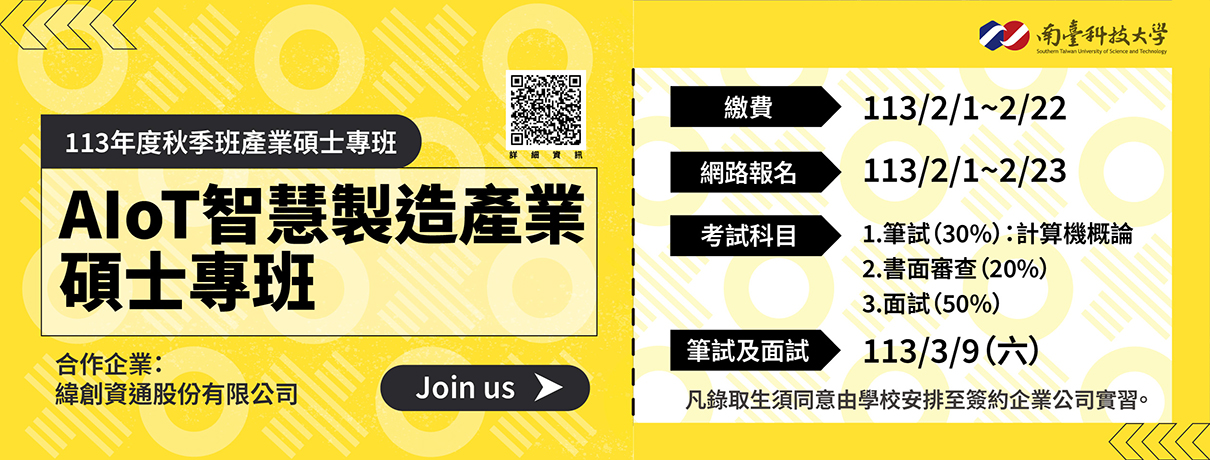 113年度秋季班產業碩士專班
詳細資訊
AIoT智慧製造產業
碩士專班
合作企業：
緯創資通股份有限公司
Join us
南臺科技大學
Southern Taiwan University of Science and Technology
繳費 113/2/1~2/22
網路報名 113/2/1~2/23
考試科目 1.筆試（30%）：計算機概論
2.書面審查（20%）
3.面試（50%）
筆試及面試 113/3/9（六）
凡錄取生須同意由學校安排至簽約企業公司實習。